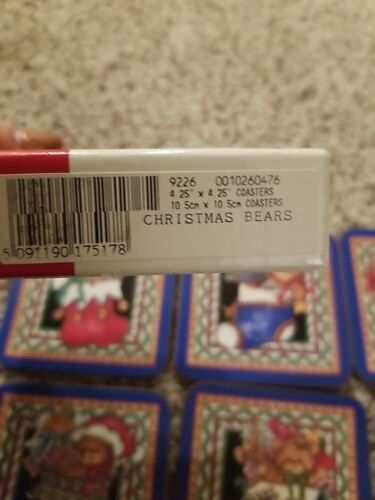 9226 0010260476
4 25" x 4 25" COASTERS
10 5cm x 10 5cm COASTERS
CHRISTMAS BEARS
5 091190 175178